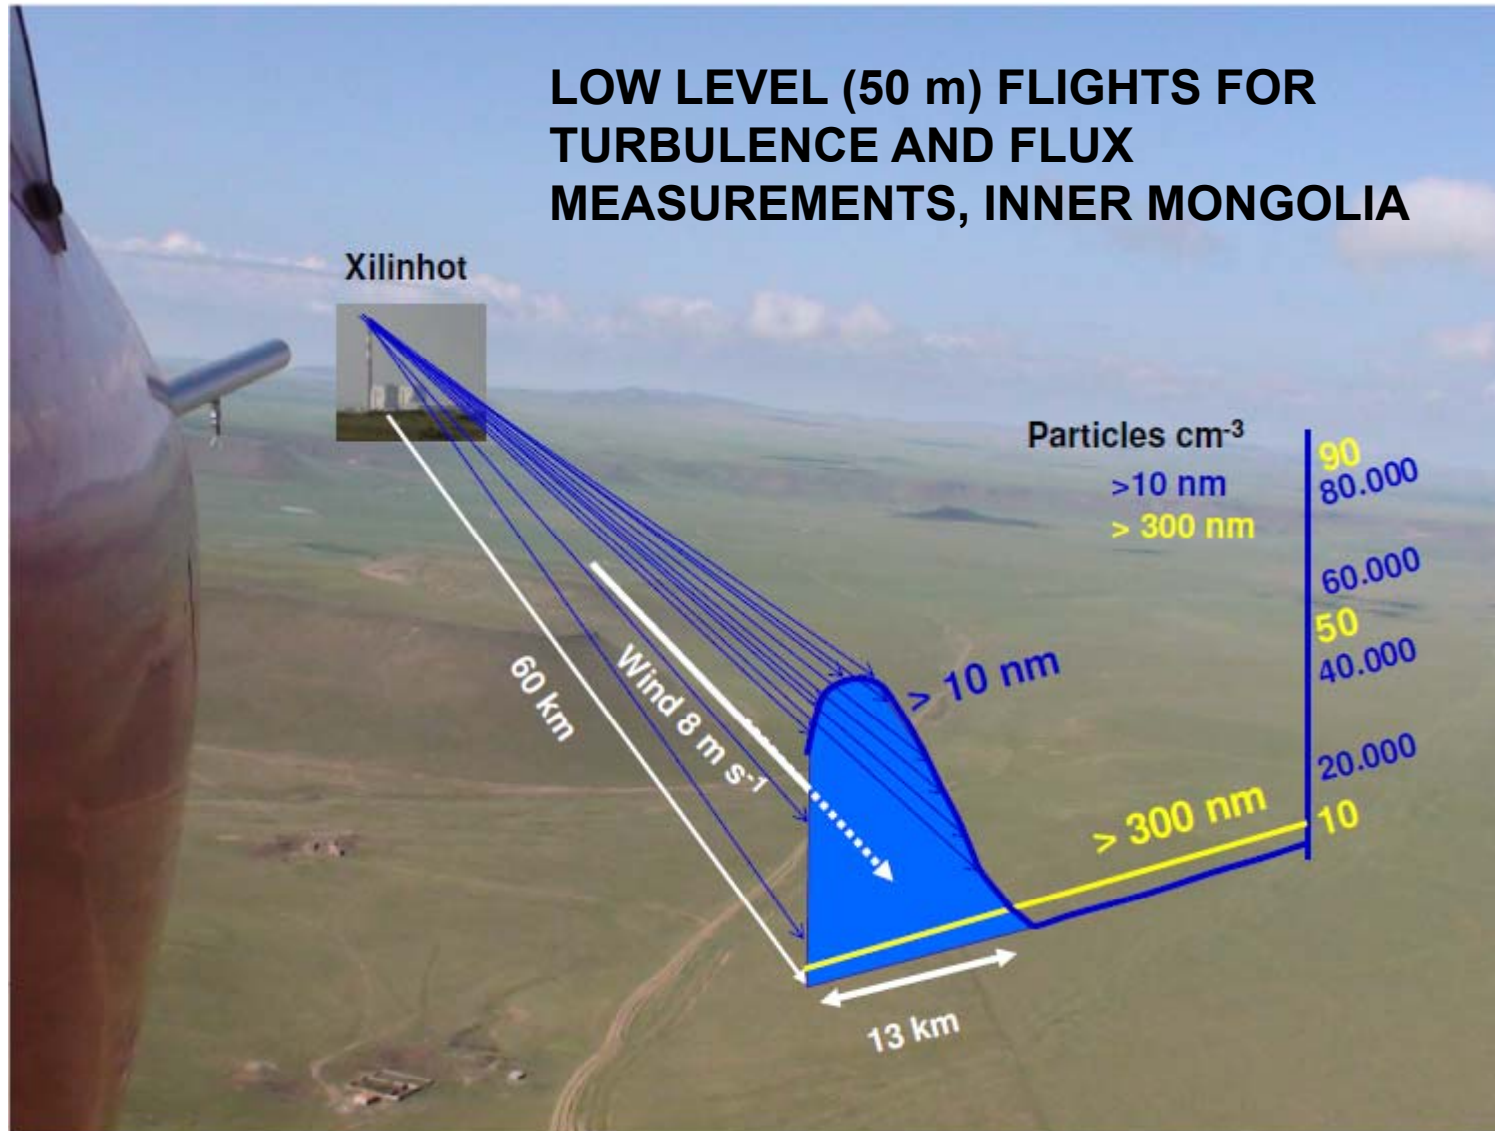 LOW LEVEL (50 m) FLIGHTS FOR
TURBULENCE AND FLUX
MEASUREMENTS, INNER MONGOLIA
Xilinhot
Particles cm-3
>10 nm
> 300 nm
90
80.000
60.000
50
40.000
20.000
10
> 10 nm
> 300 nm
60 km
Wind 8 m s-1
13 km